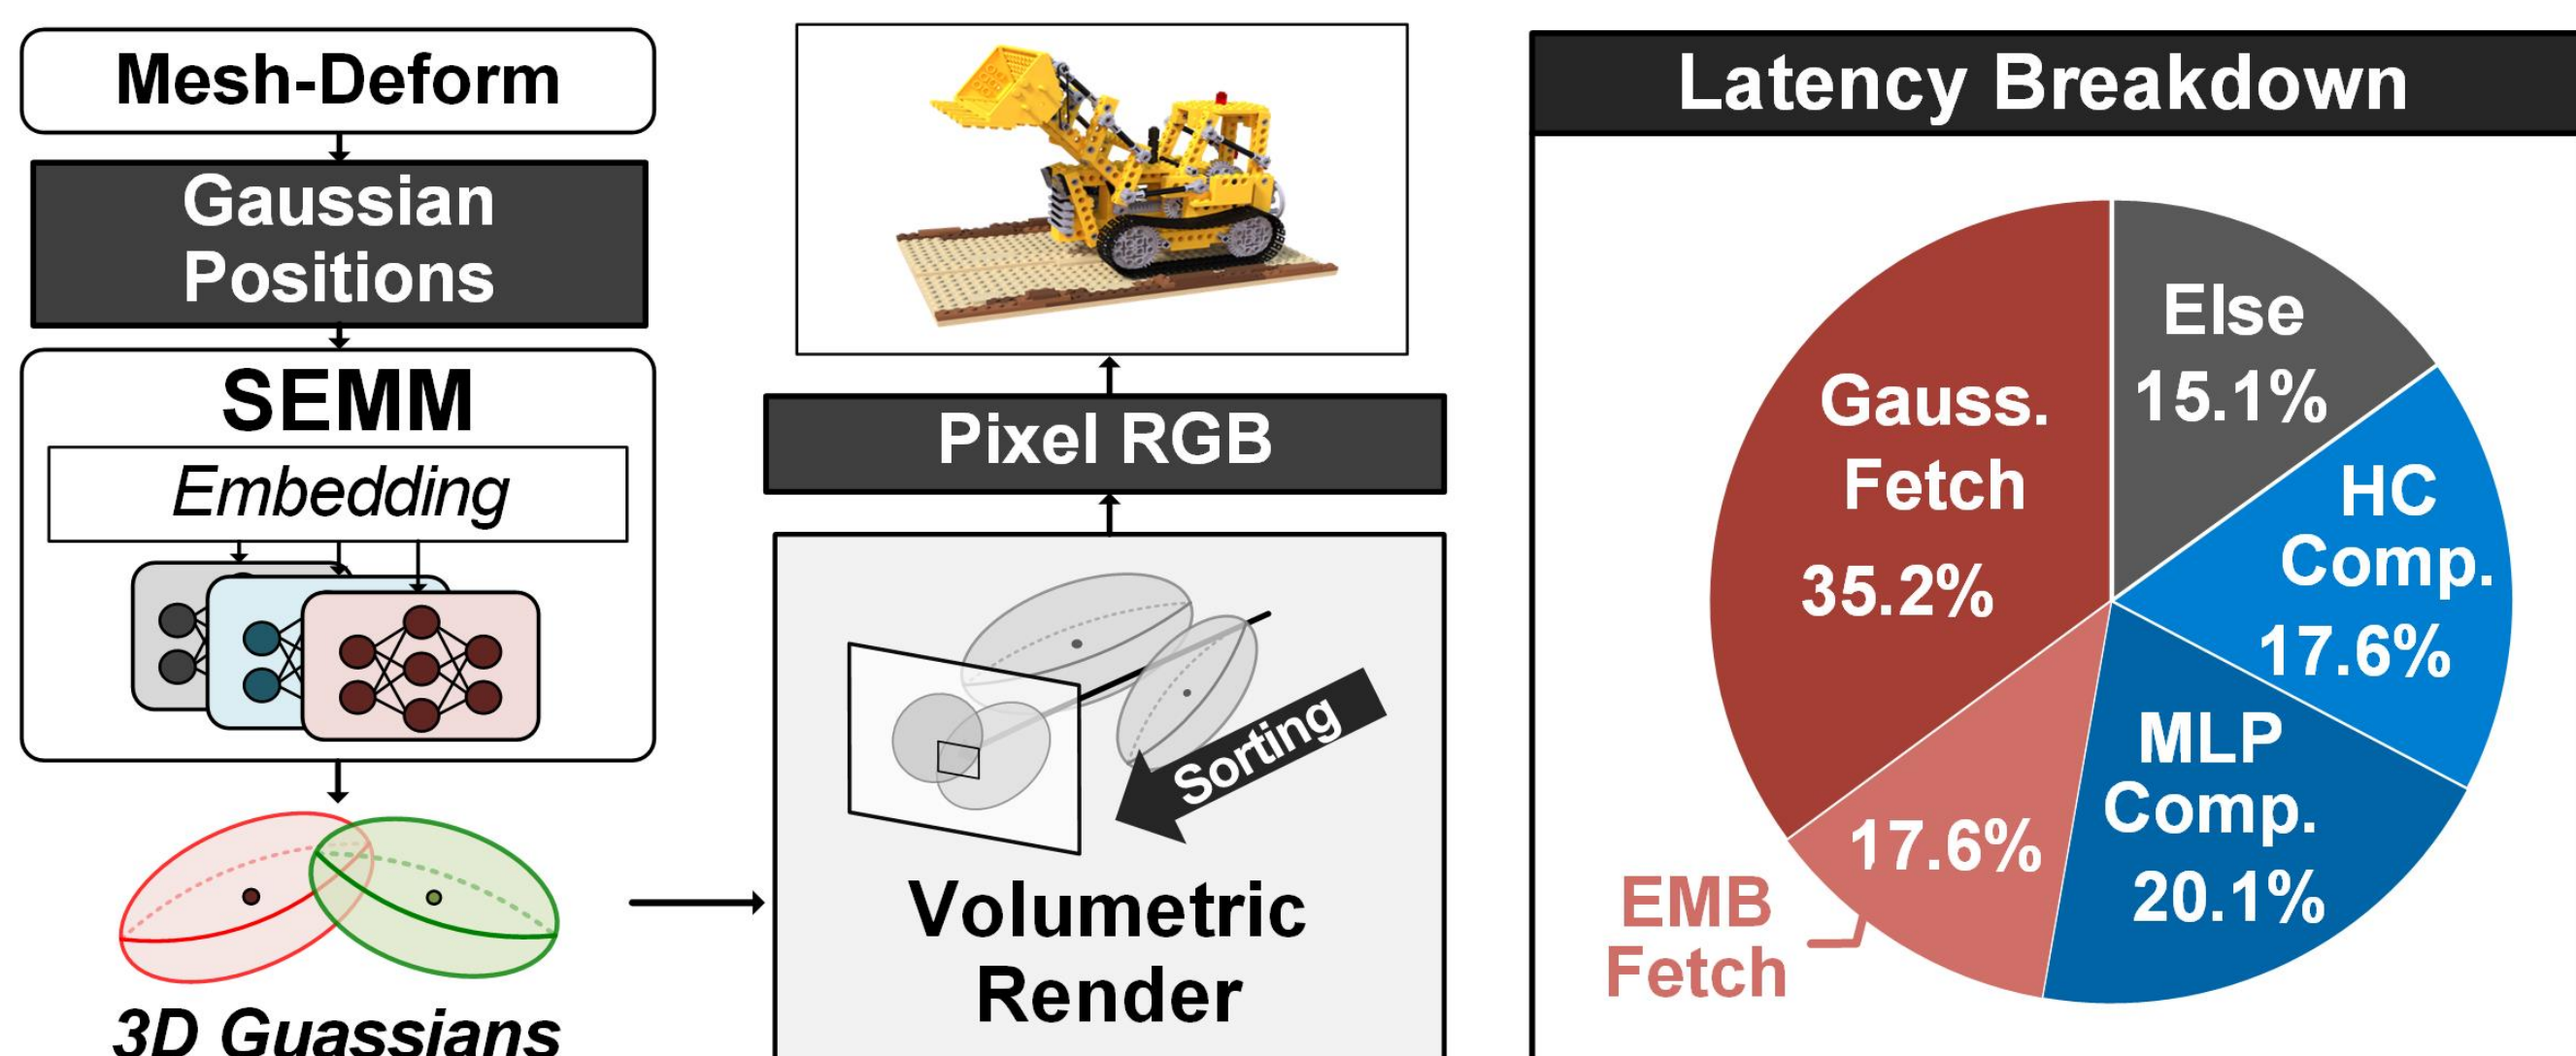 Mesh-Deform
Gaussian
Positions
SEMM
Embedding
3D Guassians
Pixel RGB
Sorting
Volumetric
Render
Latency Breakdown
Else
15.1%
HC
Comp.
17.6%
MLP
Comp.
20.1%
17.6%
EMB
Fetch
Gauss.
Fetch
35.2%